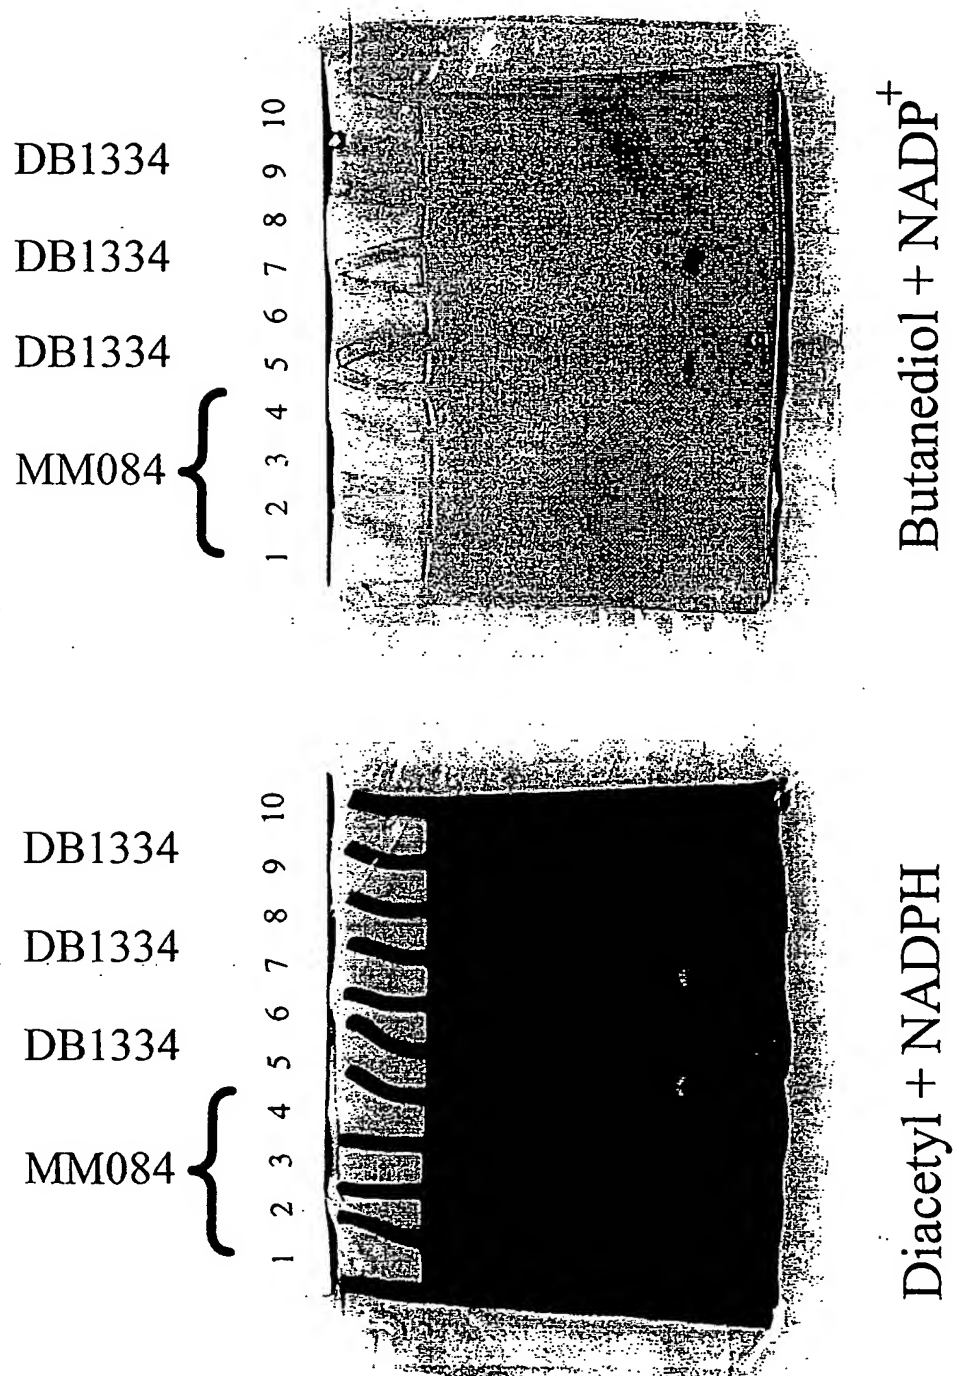 DB1334
DB1334
DB1334
MM084
1 2 3 4 5 6 7 8 9 10
Butanediol + NADP+
DB1334
DB1334
DB1334
MM084
1 2 3 4 5 6 7 8 9 10
Diacetyl + NADPH